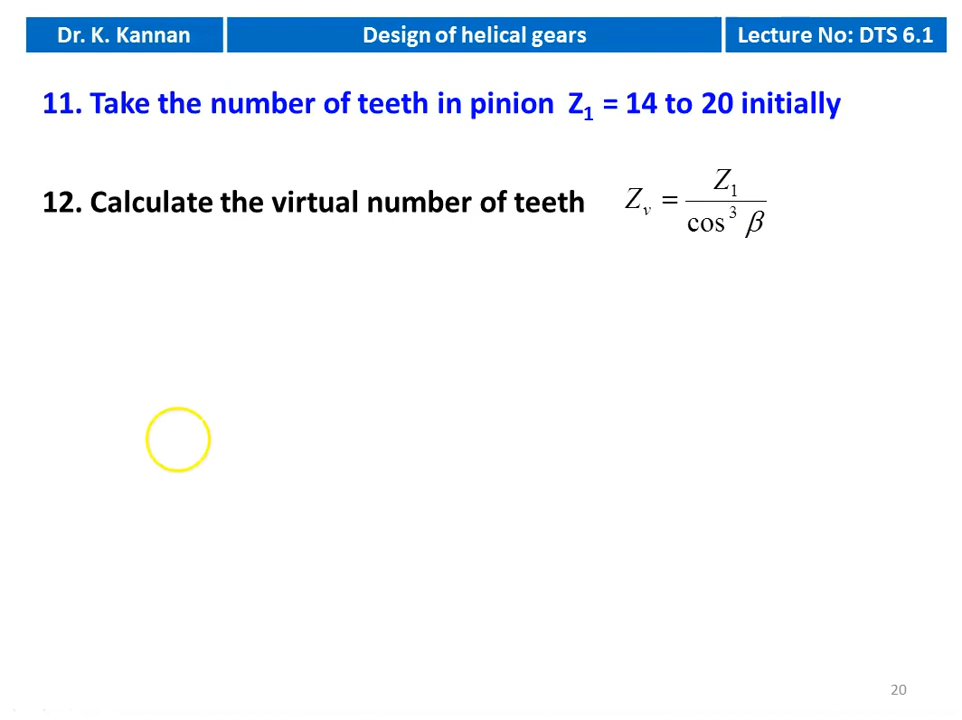 Dr. K. Kannan Design of helical gears Lecture No: DTS 6.1
11. Take the number of teeth in pinion Z₁ = 14 to 20 initially
12. Calculate the virtual number of teeth Zᵥ = Z₁ / cos³ β
20